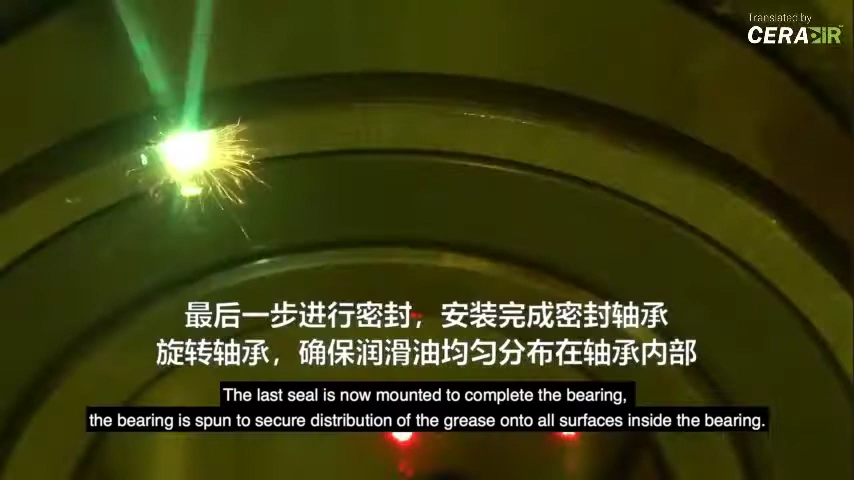 Translated by
CERADIR
最后一步进行密封，安装完成密封轴承
旋转轴承，确保润滑油均匀分布在轴承内部
The last seal is now mounted to complete the bearing,
the bearing is spun to secure distribution of the grease onto all surfaces inside the bearing.